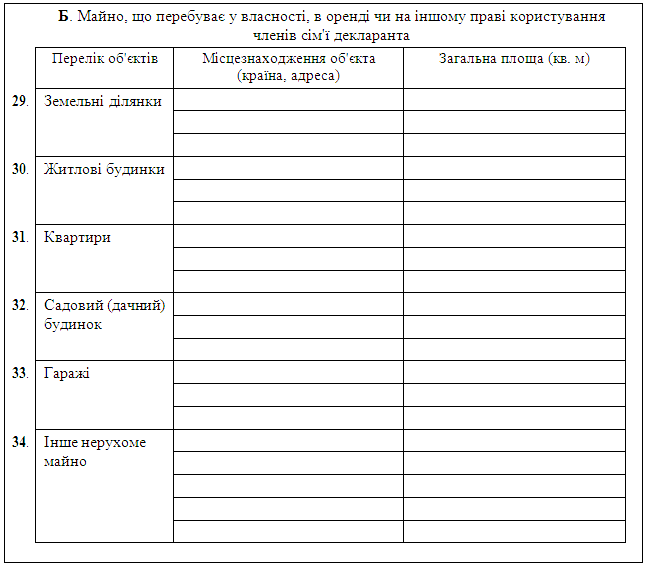 Б. Майно, що перебуває у власності, в оренді чи на іншому праві користування
членів сім'ї декларанта
Перелік об'єктів Місцезнаходження об'єкта Загальна площа (кв. м)
(країна, адреса)
29. Земельні ділянки
30. Житлові будинки
31. Квартири
32. Садовий (дачний)
будинок
33. Гаражі
34. Інше нерухоме
майно